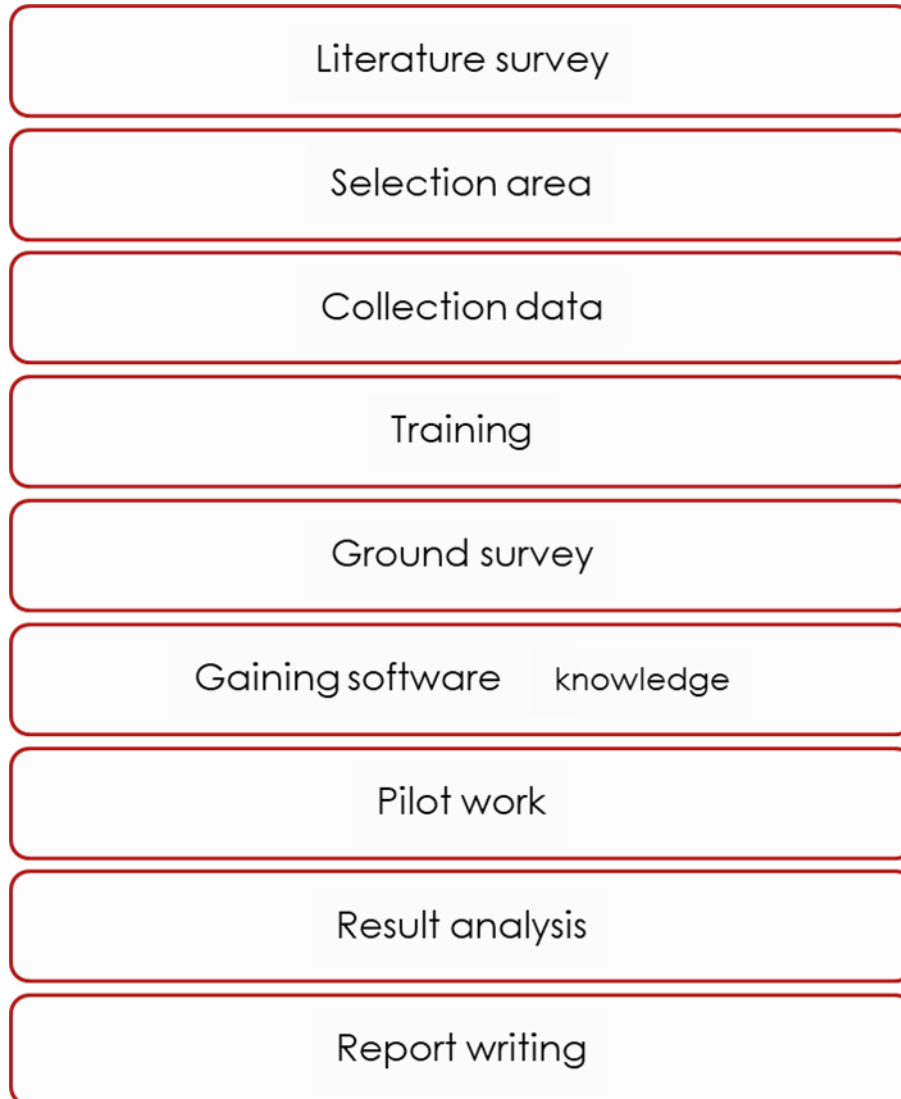 Literature survey
Selection area
Collection data
Training
Ground survey
Gaining software knowledge
Pilot work
Result analysis
Report writing